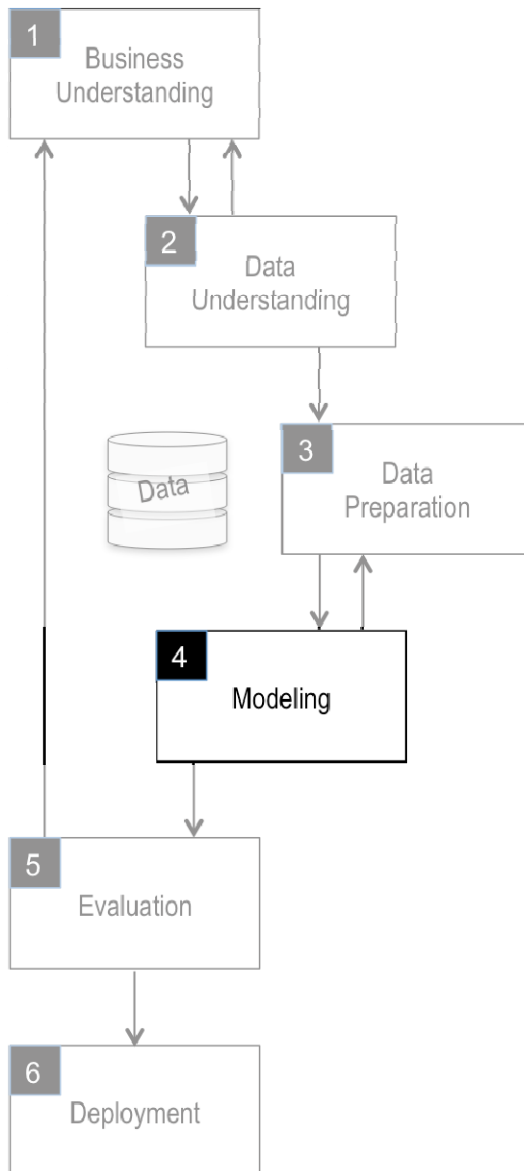 1
Business
Understanding
2
Data
Understanding
Data
3
Data
Preparation
4
Modeling
5
Evaluation
6
Deployment